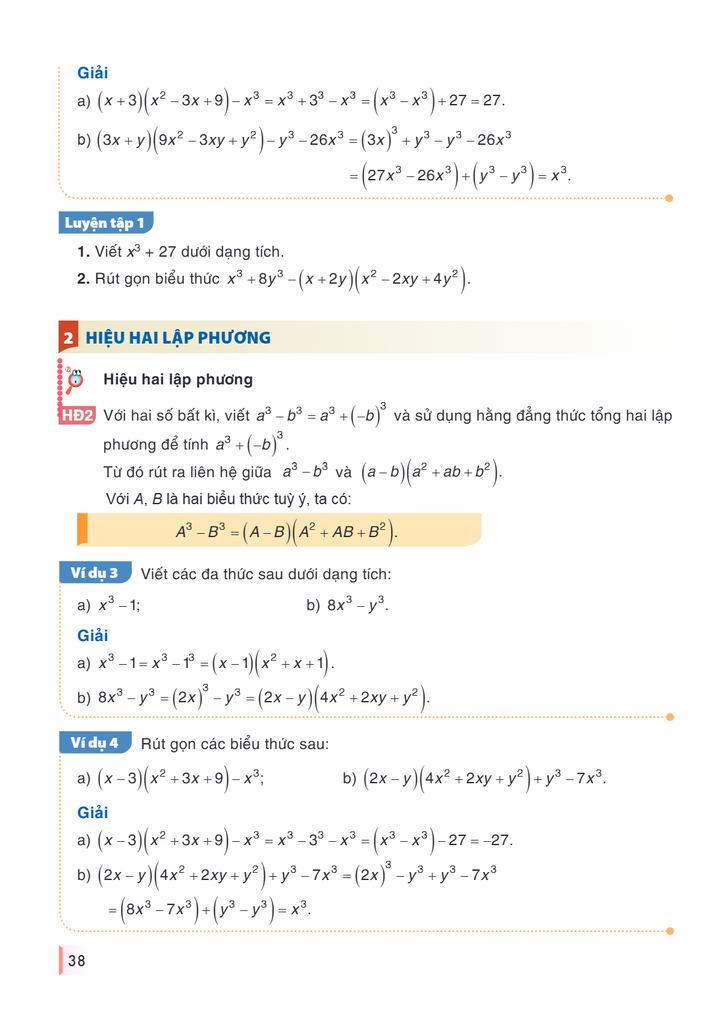 Giải
a) (x + 3)(x² − 3x + 9) − x³ = x³ + 3³ − x³ = (x³ − x³) + 27 = 27.
b) (3x + y)(9x² − 3xy + y²) − y³ − 26x³ = (3x)³ + y³ − y³ − 26x³
= (27x³ − 26x³) + (y³ − y³) = x³.
Luyện tập 1
1. Viết x³ + 27 dưới dạng tích.
2. Rút gọn biểu thức x³ + 8y³ − (x + 2y)(x² − 2xy + 4y²).
2 HIỆU HAI LẬP PHƯƠNG
Hiệu hai lập phương
HĐ2 Với hai số bất kì, viết a³ − b³ = a³ + (−b)³ và sử dụng hằng đẳng thức tổng hai lập
phương để tính a³ + (−b)³.
Từ đó rút ra liên hệ giữa a³ − b³ và (a − b)(a² + ab + b²).
Với A, B là hai biểu thức tuỳ ý, ta có:
A³ − B³ = (A − B)(A² + AB + B²).
Ví dụ 3 Viết các đa thức sau dưới dạng tích:
a) x³ − 1; b) 8x³ − y³.
Giải
a) x³ − 1 = x³ − 1³ = (x − 1)(x² + x + 1).
b) 8x³ − y³ = (2x)³ − y³ = (2x − y)(4x² + 2xy + y²).
Ví dụ 4 Rút gọn các biểu thức sau:
a) (x − 3)(x² + 3x + 9) − x³; b) (2x − y)(4x² + 2xy + y²) + y³ − 7x³.
Giải
a) (x − 3)(x² + 3x + 9) − x³ = x³ − 3³ − x³ = (x³ − x³) − 27 = −27.
b) (2x − y)(4x² + 2xy + y²) + y³ − 7x³ = (2x)³ − y³ + y³ − 7x³
= (8x³ − 7x³) + (y³ − y³) = x³.
38